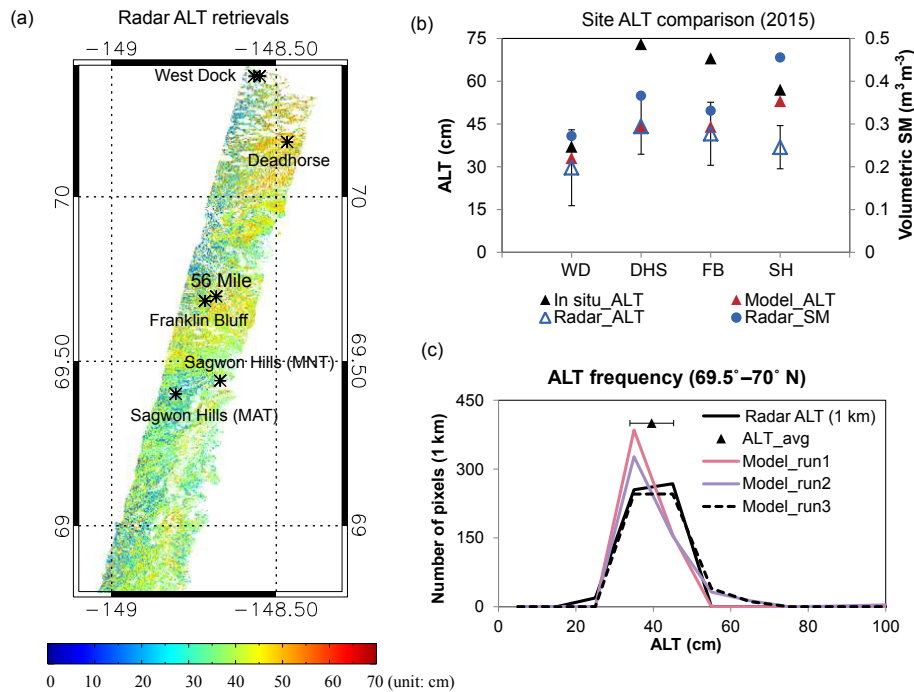 (a)
Radar ALT retrievals
−149
−148.50
West Dock
Deadhorse
70
70
56 Mile
Franklin Bluff
69.50
69.50
Sagwon Hills (MNT)
Sagwon Hills (MAT)
69
69
−149
−148.50
0 10 20 30 40 50 60 70 (unit: cm)
(b)
Site ALT comparison (2015)
75
60
45
30
15
0
ALT (cm)
0.5
0.4
0.3
0.2
0.1
0
Volumetric SM (m³ m⁻³)
WD DHS FB SH
In situ_ALT
Model_ALT
Radar_ALT
Radar_SM
(c)
ALT frequency (69.5˚–70˚ N)
450
300
150
0
Number of pixels (1 km)
Radar ALT (1 km)
ALT_avg
Model_run1
Model_run2
Model_run3
0 20 40 60 80 100
ALT (cm)